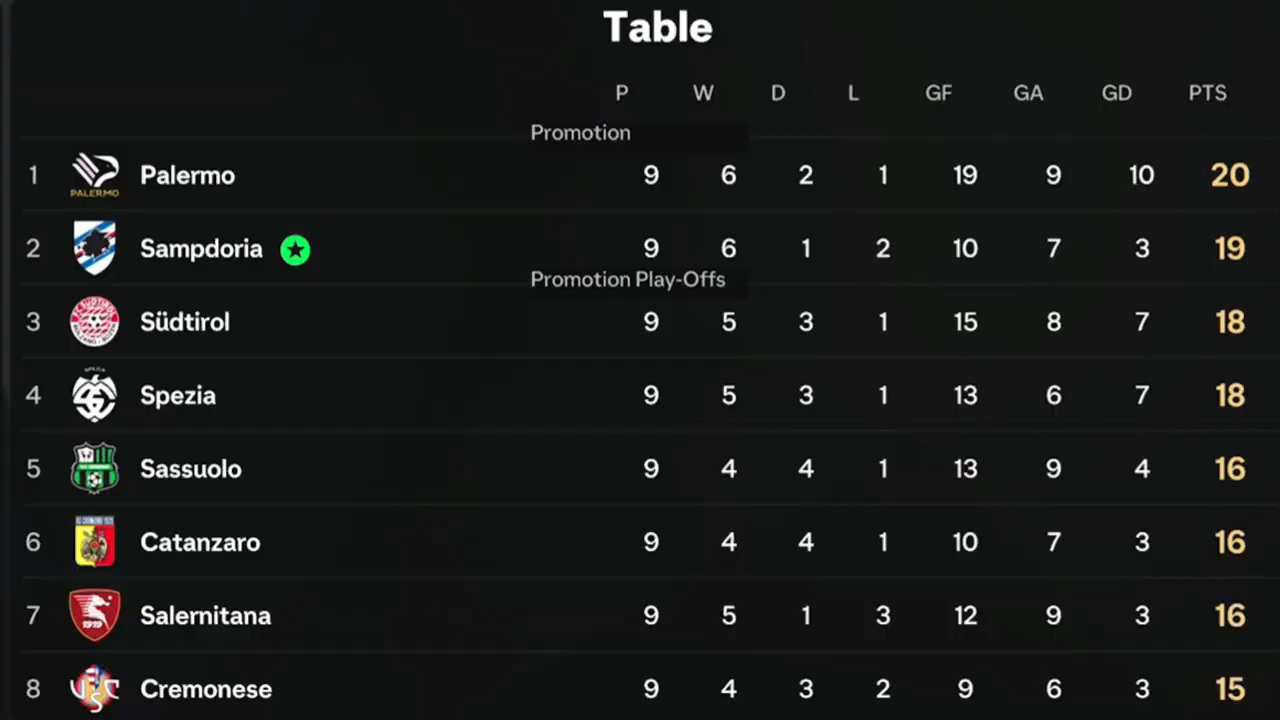 Table
P W D L GF GA GD PTS
Promotion
1 PALERMO Palermo 9 6 2 1 19 9 10 20
2 Sampdoria 9 6 1 2 10 7 3 19
Promotion Play-Offs
3 Südtirol 9 5 3 1 15 8 7 18
4 Spezia 9 5 3 1 13 6 7 18
5 Sassuolo 9 4 4 1 13 9 4 16
6 Catanzaro 9 4 4 1 10 7 3 16
7 1919 Salernitana 9 5 1 3 12 9 3 16
8 Cremonese 9 4 3 2 9 6 3 15